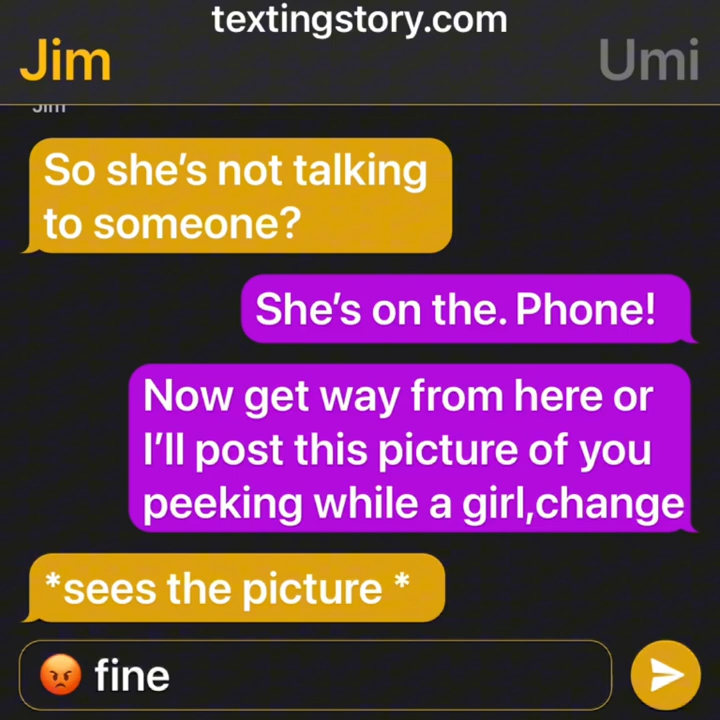 textingstory.com
Jim
Umi
Jim
So she's not talking
to someone?
She's on the. Phone!
Now get way from here or
I'll post this picture of you
peeking while a girl,change
*sees the picture *
😡 fine